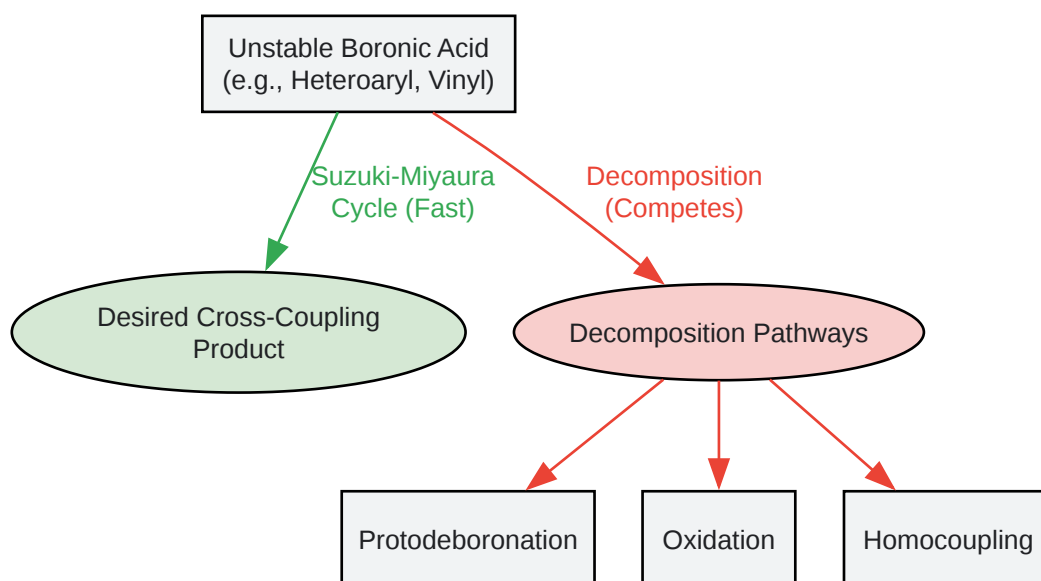 Unstable Boronic Acid
(e.g., Heteroaryl, Vinyl)
Suzuki-Miyaura
Cycle (Fast)
Decomposition
(Competes)
Desired Cross-Coupling
Product
Decomposition Pathways
Protodeboronation
Oxidation
Homocoupling